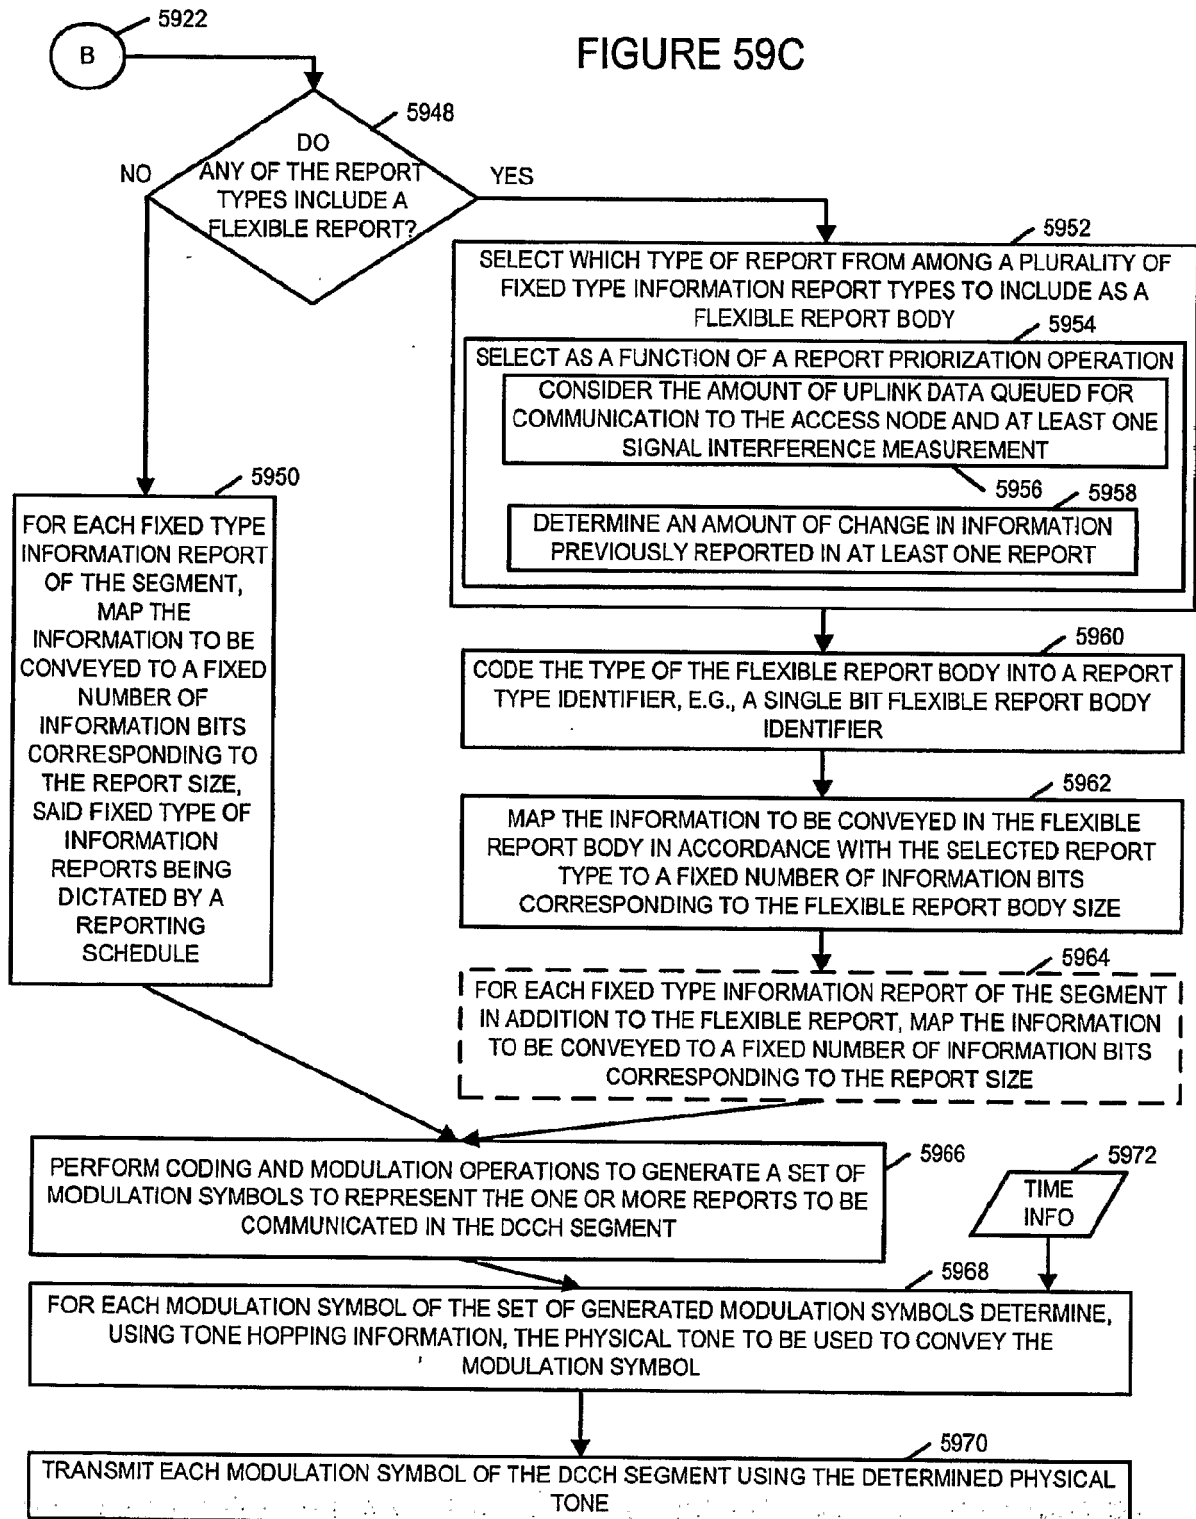 5922
B
FIGURE 59C
5948
DO
ANY OF THE REPORT
TYPES INCLUDE A
FLEXIBLE REPORT?
NO
YES
5952
SELECT WHICH TYPE OF REPORT FROM AMONG A PLURALITY OF
FIXED TYPE INFORMATION REPORT TYPES TO INCLUDE AS A
FLEXIBLE REPORT BODY
5954
SELECT AS A FUNCTION OF A REPORT PRIORIZATION OPERATION
CONSIDER THE AMOUNT OF UPLINK DATA QUEUED FOR
COMMUNICATION TO THE ACCESS NODE AND AT LEAST ONE
SIGNAL INTERFERENCE MEASUREMENT
5956
5958
DETERMINE AN AMOUNT OF CHANGE IN INFORMATION
PREVIOUSLY REPORTED IN AT LEAST ONE REPORT
5950
FOR EACH FIXED TYPE
INFORMATION REPORT
OF THE SEGMENT,
MAP THE
INFORMATION TO BE
CONVEYED TO A FIXED
NUMBER OF
INFORMATION BITS
CORRESPONDING TO
THE REPORT SIZE,
SAID FIXED TYPE OF
INFORMATION
REPORTS BEING
DICTATED BY A
REPORTING
SCHEDULE
5960
CODE THE TYPE OF THE FLEXIBLE REPORT BODY INTO A REPORT
TYPE IDENTIFIER, E.G., A SINGLE BIT FLEXIBLE REPORT BODY
IDENTIFIER
5962
MAP THE INFORMATION TO BE CONVEYED IN THE FLEXIBLE
REPORT BODY IN ACCORDANCE WITH THE SELECTED REPORT
TYPE TO A FIXED NUMBER OF INFORMATION BITS
CORRESPONDING TO THE FLEXIBLE REPORT BODY SIZE
5964
FOR EACH FIXED TYPE INFORMATION REPORT OF THE SEGMENT
IN ADDITION TO THE FLEXIBLE REPORT, MAP THE INFORMATION
TO BE CONVEYED TO A FIXED NUMBER OF INFORMATION BITS
CORRESPONDING TO THE REPORT SIZE
5966
PERFORM CODING AND MODULATION OPERATIONS TO GENERATE A SET OF
MODULATION SYMBOLS TO REPRESENT THE ONE OR MORE REPORTS TO BE
COMMUNICATED IN THE DCCH SEGMENT
5972
TIME
INFO
5968
FOR EACH MODULATION SYMBOL OF THE SET OF GENERATED MODULATION SYMBOLS DETERMINE,
USING TONE HOPPING INFORMATION, THE PHYSICAL TONE TO BE USED TO CONVEY THE
MODULATION SYMBOL
5970
TRANSMIT EACH MODULATION SYMBOL OF THE DCCH SEGMENT USING THE DETERMINED PHYSICAL
TONE